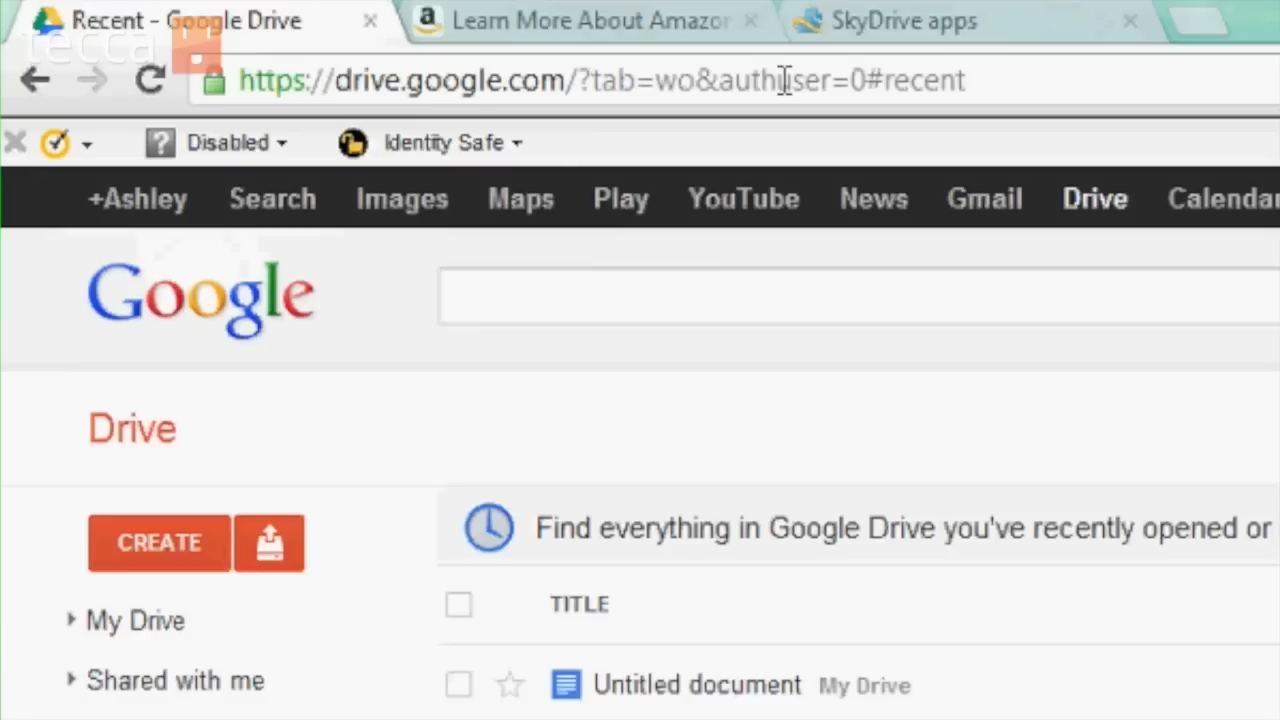 Recent - Google Drive
Learn More About Amazon
SkyDrive apps
tecca
https://drive.google.com/?tab=wo&authuser=0#recent
Disabled
Identity Safe
+Ashley Search Images Maps Play YouTube News Gmail Drive Calendar
Google
Drive
CREATE
Find everything in Google Drive you've recently opened or
My Drive
TITLE
Shared with me
Untitled document My Drive